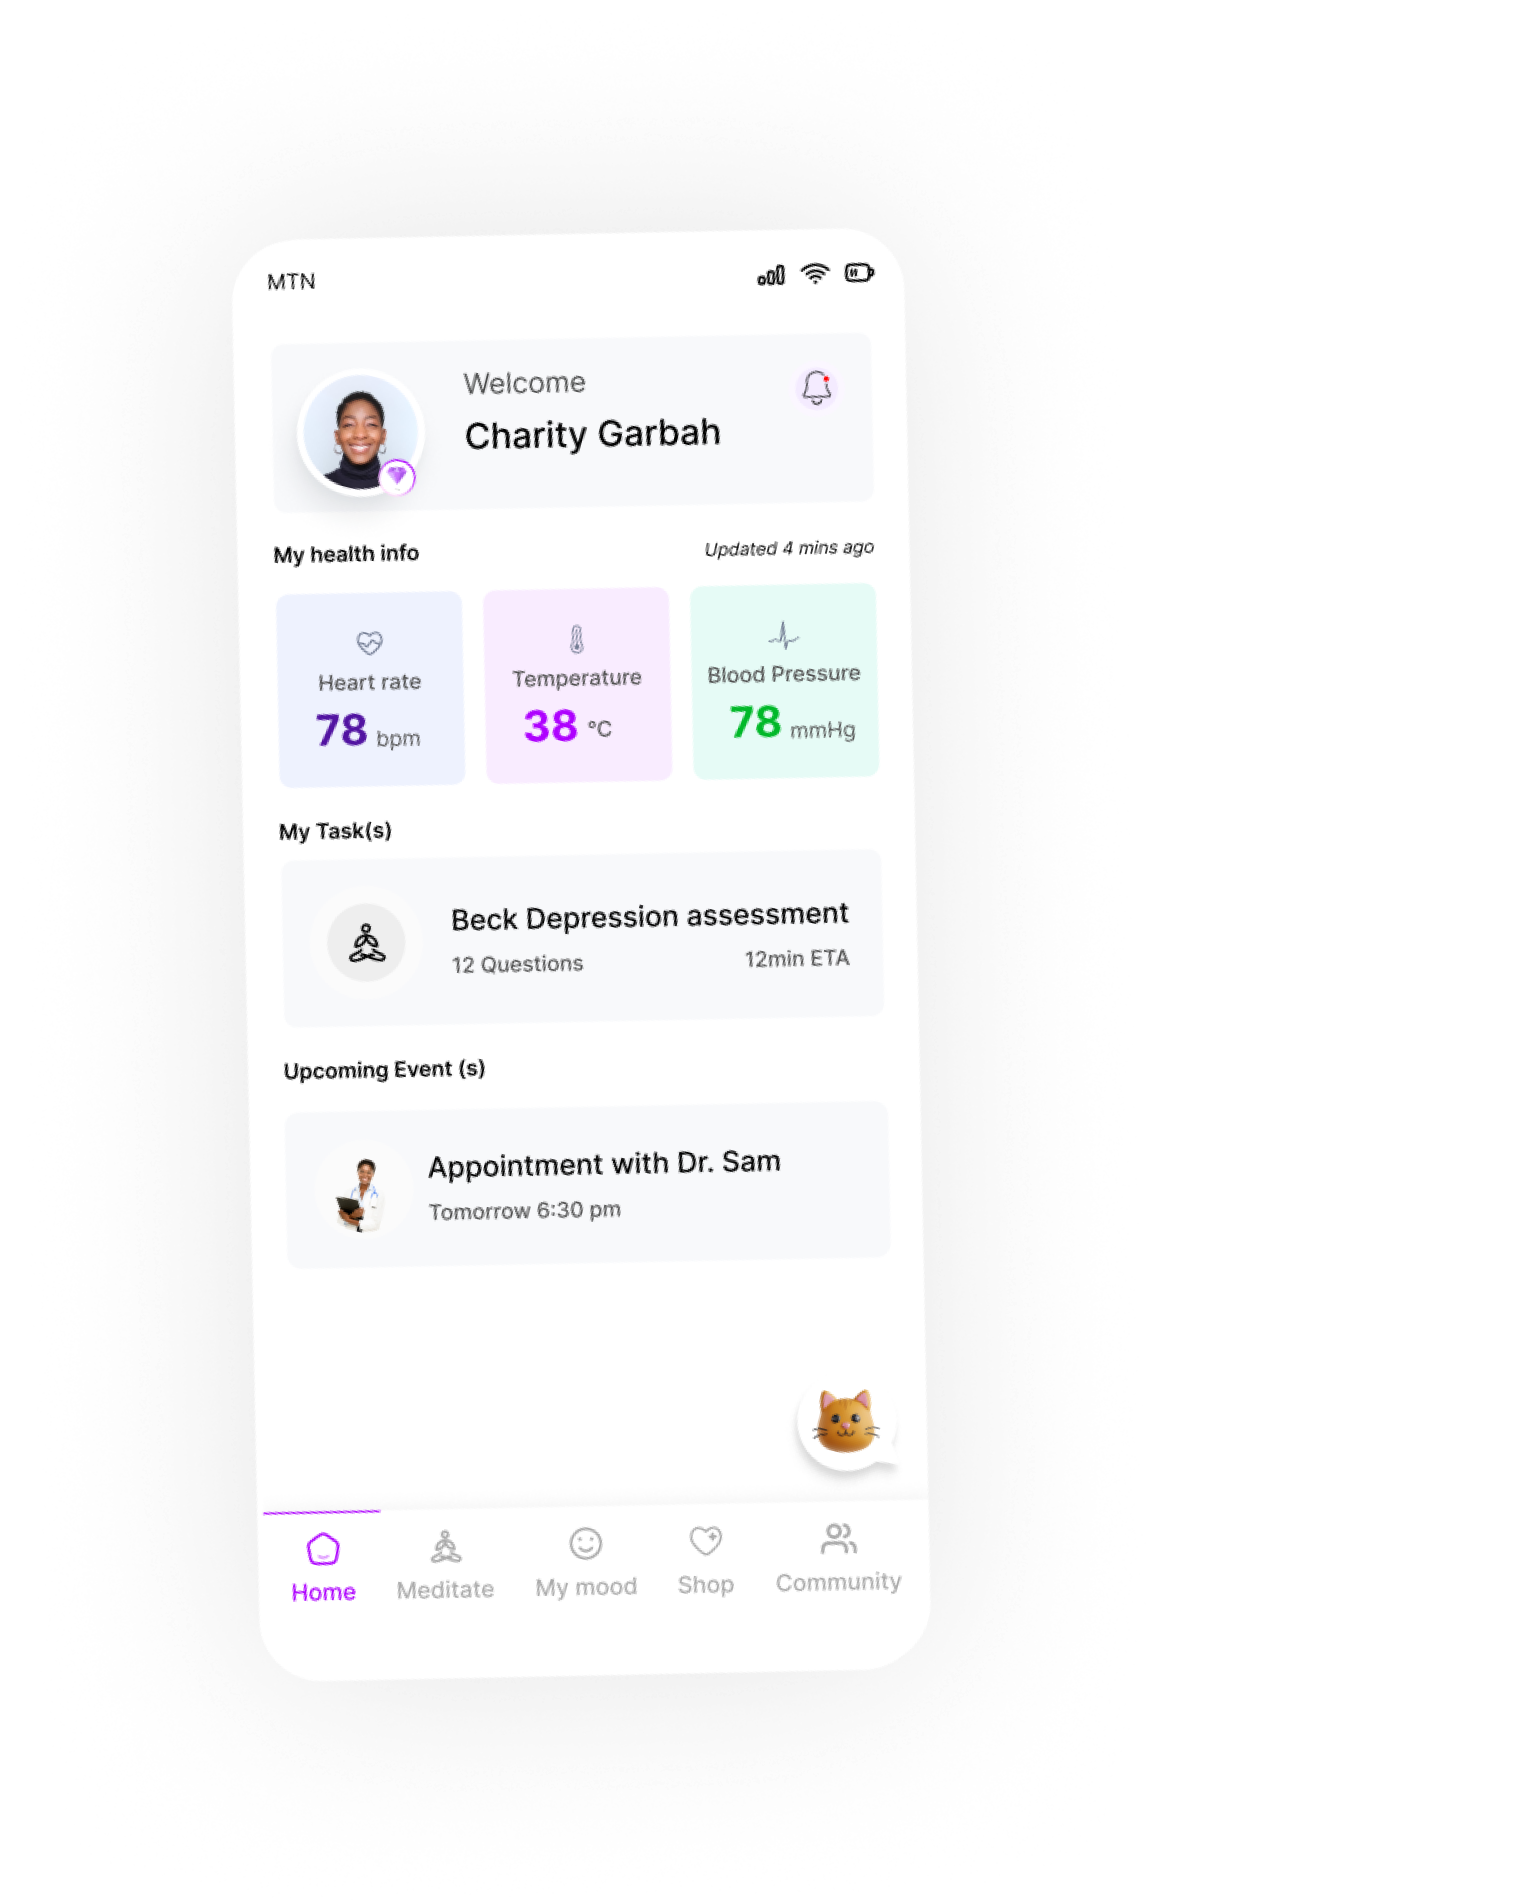 MTN
Welcome
Charity Garbah
My health info
Updated 4 mins ago
Heart rate
78 bpm
Temperature
38 °C
Blood Pressure
78 mmHg
My Task(s)
Beck Depression assessment
12 Questions
12min ETA
Upcoming Event (s)
Appointment with Dr. Sam
Tomorrow 6:30 pm
Home
Meditate
My mood
Shop
Community